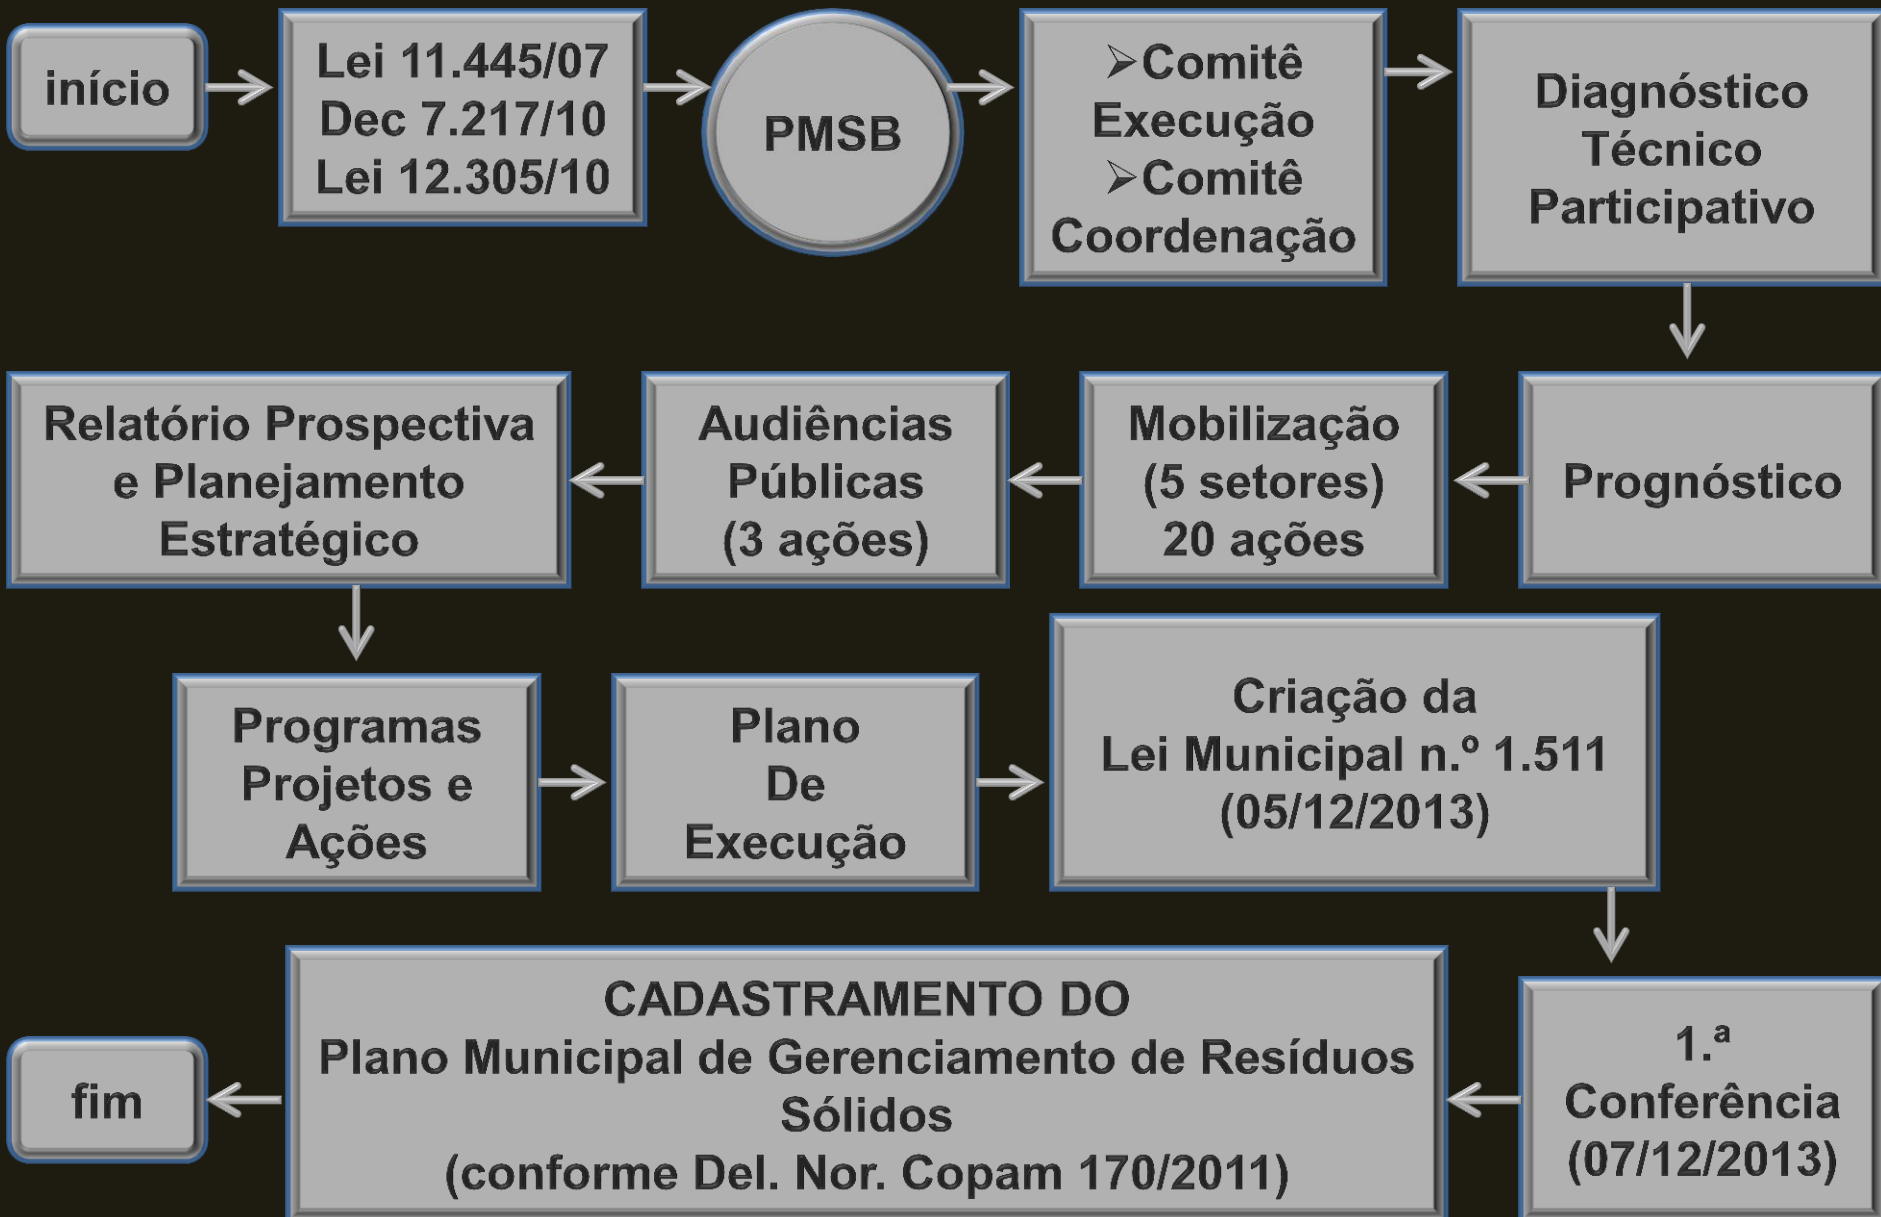 início
Lei 11.445/07
Dec 7.217/10
Lei 12.305/10
PMSB
➢Comitê
Execução
➢Comitê
Coordenação
Diagnóstico
Técnico
Participativo
Prognóstico
Mobilização
(5 setores)
20 ações
Audiências
Públicas
(3 ações)
Relatório Prospectiva
e Planejamento
Estratégico
Programas
Projetos e
Ações
Plano
De
Execução
Criação da
Lei Municipal n.º 1.511
(05/12/2013)
1.ª
Conferência
(07/12/2013)
CADASTRAMENTO DO
Plano Municipal de Gerenciamento de Resíduos
Sólidos
(conforme Del. Nor. Copam 170/2011)
fim